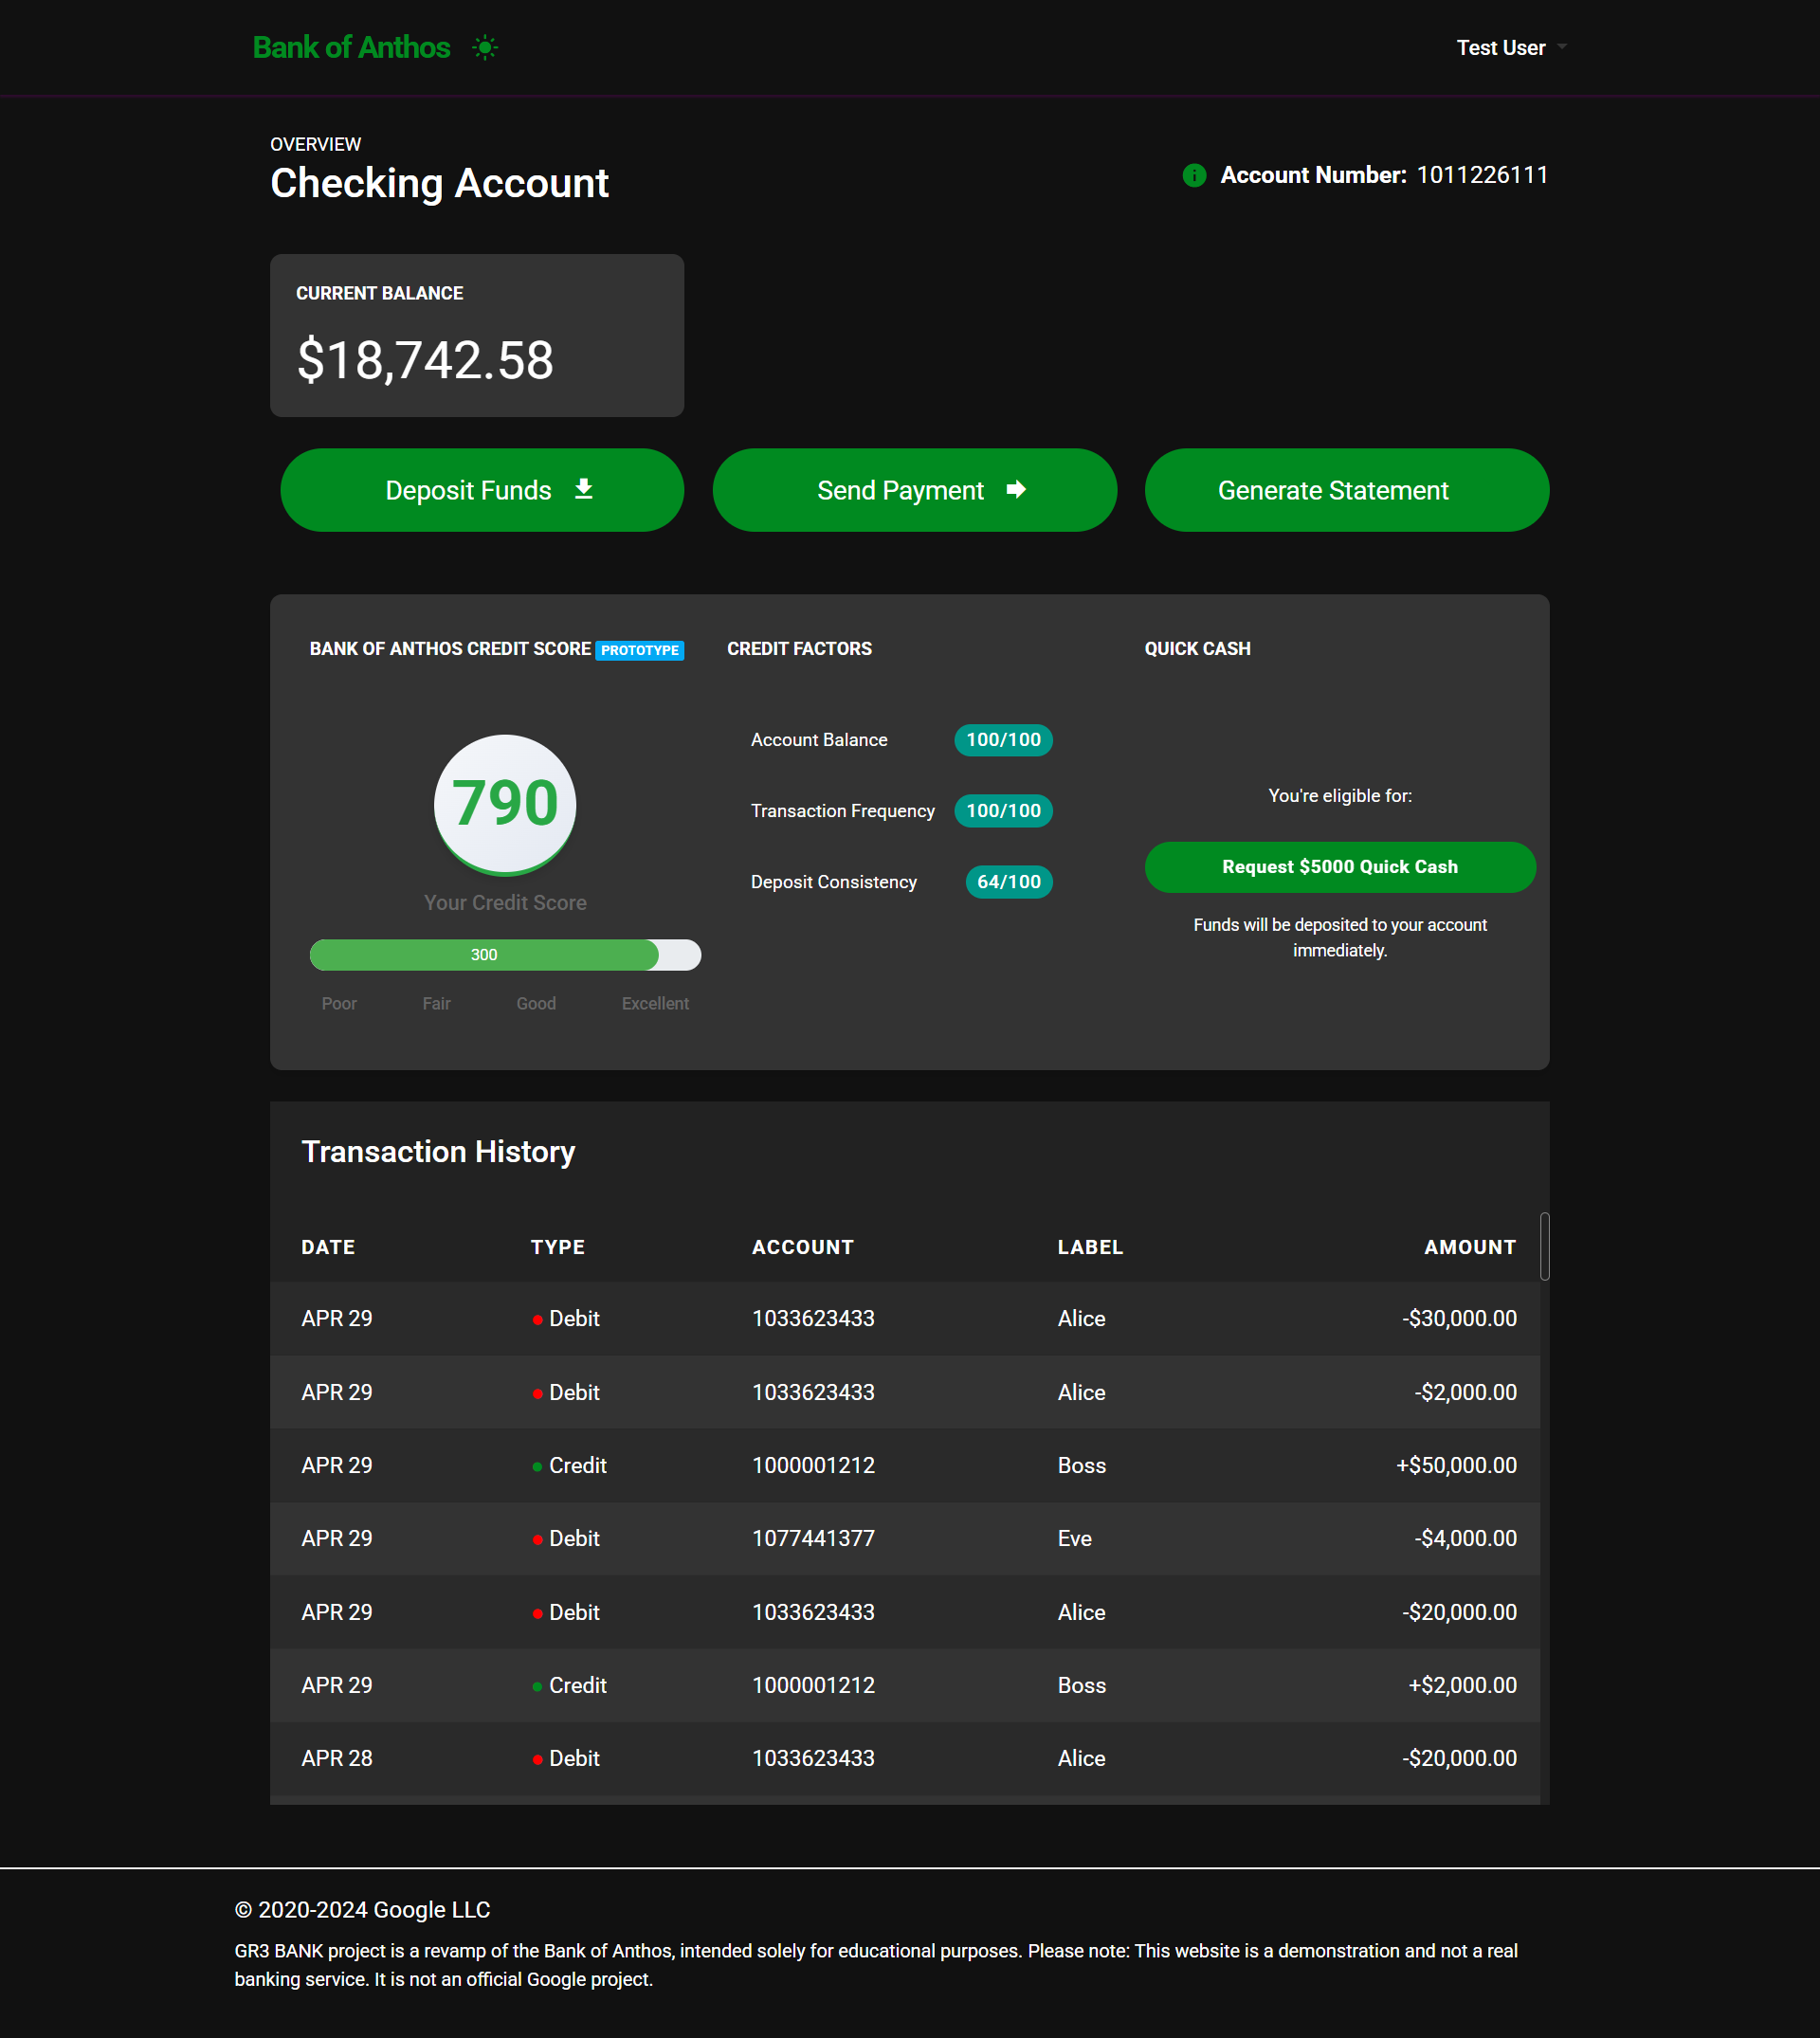 Bank of Anthos
Test User
OVERVIEW
Checking Account
Account Number: 1011226111
CURRENT BALANCE
$18,742.58
Deposit Funds
Send Payment
Generate Statement
BANK OF ANTHOS CREDIT SCORE PROTOTYPE
790
Your Credit Score
300
Poor Fair Good Excellent
CREDIT FACTORS
Account Balance 100/100
Transaction Frequency 100/100
Deposit Consistency 64/100
QUICK CASH
You're eligible for:
Request $5000 Quick Cash
Funds will be deposited to your account
immediately.
Transaction History
DATE TYPE ACCOUNT LABEL AMOUNT
APR 29 Debit 1033623433 Alice -$30,000.00
APR 29 Debit 1033623433 Alice -$2,000.00
APR 29 Credit 1000001212 Boss +$50,000.00
APR 29 Debit 1077441377 Eve -$4,000.00
APR 29 Debit 1033623433 Alice -$20,000.00
APR 29 Credit 1000001212 Boss +$2,000.00
APR 28 Debit 1033623433 Alice -$20,000.00
© 2020-2024 Google LLC
GR3 BANK project is a revamp of the Bank of Anthos, intended solely for educational purposes. Please note: This website is a demonstration and not a real
banking service. It is not an official Google project.